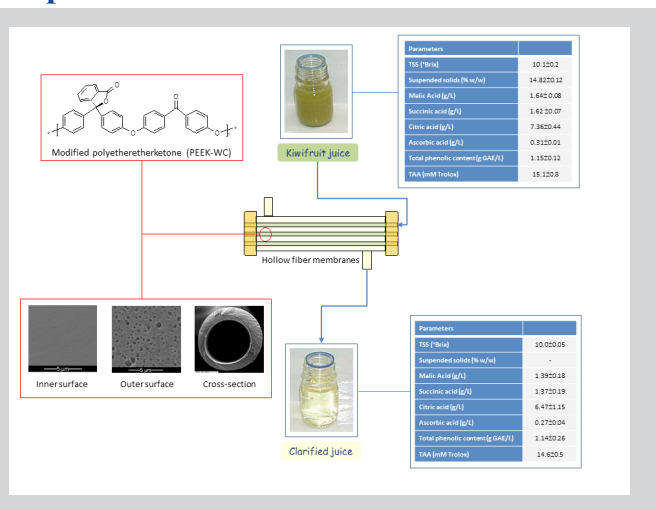 Modified polyetheretherketone (PEEK-WC)
Kiwifruit juice
Parameters
TSS (°Brix) 10.1±0.2
Suspended solids (% w/w) 14.82±0.12
Malic Acid (g/L) 1.64±0.08
Succinic acid (g/L) 1.62±0.07
Citric acid (g/L) 7.36±0.44
Ascorbic acid (g/L) 0.31±0.01
Total phenolic content (g GAE/L) 1.15±0.12
TAA (mM Trolox) 15.1±0.8
Hollow fiber membranes
5 µm
5 µm
Inner surface
Outer surface
Cross-section
Clarified juice
Parameters
TSS (°Brix) 10.0±0.05
Suspended solids (% w/w) -
Malic Acid (g/L) 1.39±0.18
Succinic acid (g/L) 1.37±0.19
Citric acid (g/L) 6.47±1.15
Ascorbic acid (g/L) 0.27±0.04
Total phenolic content (g GAE/L) 1.14±0.26
TAA (mM Trolox) 14.6±0.5